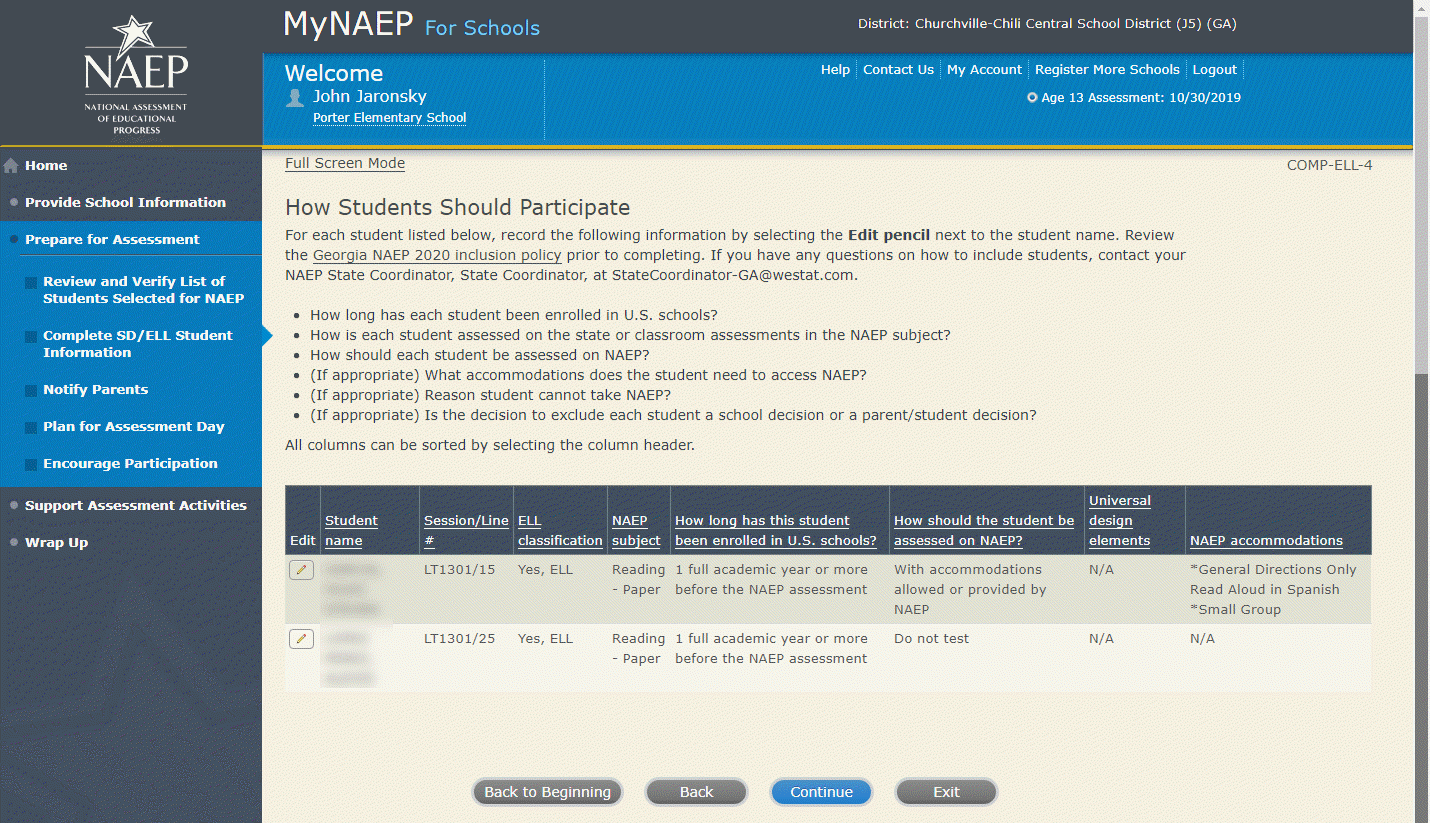 NAEP
NATIONAL ASSESSMENT
OF EDUCATIONAL
PROGRESS
MyNAEP For Schools
District: Churchville-Chili Central School District (J5) (GA)
Welcome
John Jaronsky
Porter Elementary School
Help Contact Us My Account Register More Schools Logout
Age 13 Assessment: 10/30/2019
Home
Provide School Information
Prepare for Assessment
Review and Verify List of
Students Selected for NAEP
Complete SD/ELL Student
Information
Notify Parents
Plan for Assessment Day
Encourage Participation
Support Assessment Activities
Wrap Up
Full Screen Mode
COMP-ELL-4
How Students Should Participate
For each student listed below, record the following information by selecting the Edit pencil next to the student name. Review
the Georgia NAEP 2020 inclusion policy prior to completing. If you have any questions on how to include students, contact your
NAEP State Coordinator, State Coordinator, at StateCoordinator-GA@westat.com.
How long has each student been enrolled in U.S. schools?
How is each student assessed on the state or classroom assessments in the NAEP subject?
How should each student be assessed on NAEP?
(If appropriate) What accommodations does the student need to access NAEP?
(If appropriate) Reason student cannot take NAEP?
(If appropriate) Is the decision to exclude each student a school decision or a parent/student decision?
All columns can be sorted by selecting the column header.
Edit
Student
name
Session/Line
#
ELL
classification
NAEP
subject
How long has this student
been enrolled in U.S. schools?
How should the student be
assessed on NAEP?
Universal
design
elements
NAEP accommodations
LT1301/15
Yes, ELL
Reading
- Paper
1 full academic year or more
before the NAEP assessment
With accommodations
allowed or provided by
NAEP
N/A
*General Directions Only
Read Aloud in Spanish
*Small Group
LT1301/25
Yes, ELL
Reading
- Paper
1 full academic year or more
before the NAEP assessment
Do not test
N/A
N/A
Back to Beginning
Back
Continue
Exit